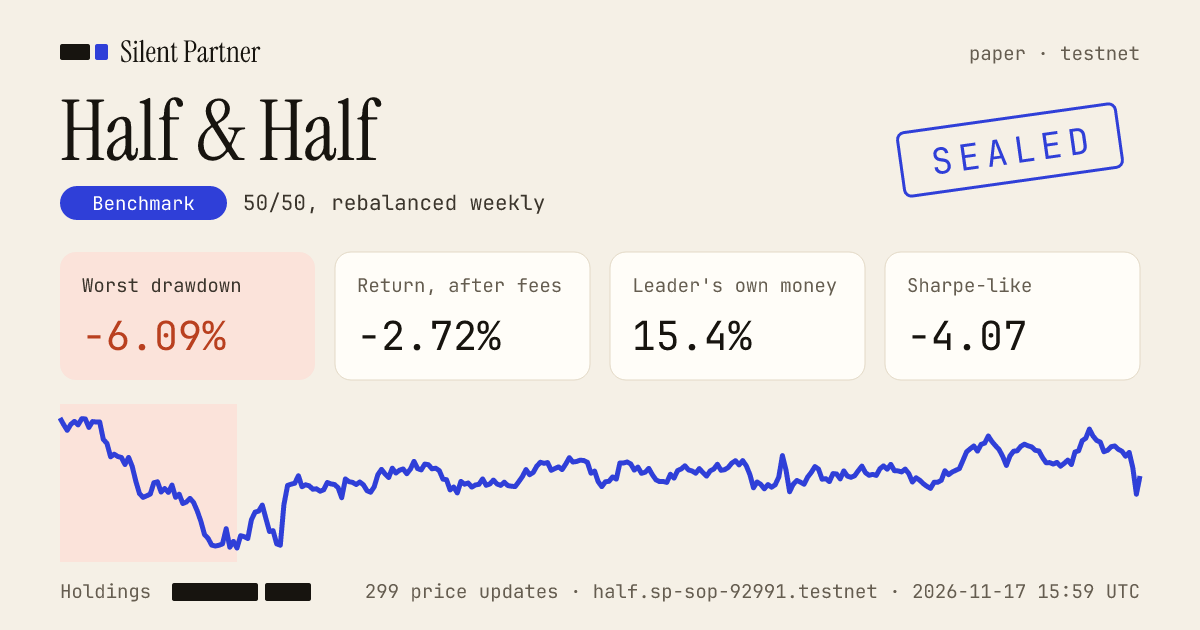 Silent Partner
paper · testnet
Half & Half
SEALED
Benchmark
50/50, rebalanced weekly
Worst drawdown
-6.09%
Return, after fees
-2.72%
Leader's own money
15.4%
Sharpe-like
-4.07
Holdings
299 price updates · half.sp-sop-92991.testnet · 2026-11-17 15:59 UTC